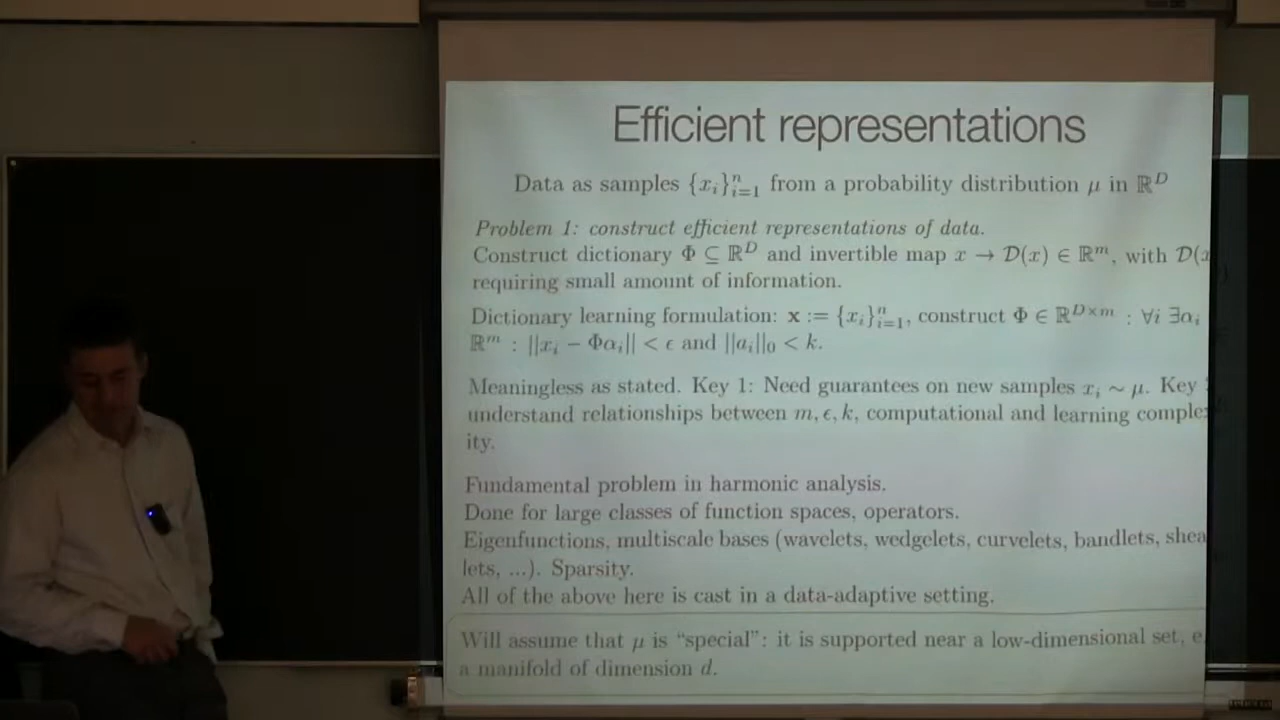 Efficient representations
Data as samples {x_i}_{i=1}^n from a probability distribution μ in ℝ^D
Problem 1: construct efficient representations of data.
Construct dictionary Φ ⊆ ℝ^D and invertible map x → 𝒟(x) ∈ ℝ^m, with 𝒟(x
requiring small amount of information.
Dictionary learning formulation: 𝐱 := {x_i}_{i=1}^n, construct Φ ∈ ℝ^{D×m} : ∀i ∃α_i
ℝ^m : ||x_i − Φα_i|| < ϵ and ||a_i||_0 < k.
Meaningless as stated. Key 1: Need guarantees on new samples x_i ∼ μ. Key
understand relationships between m, ϵ, k, computational and learning complex
ity.
Fundamental problem in harmonic analysis.
Done for large classes of function spaces, operators.
Eigenfunctions, multiscale bases (wavelets, wedgelets, curvelets, bandlets, shea
lets, ...). Sparsity.
All of the above here is cast in a data-adaptive setting.
Will assume that μ is “special”: it is supported near a low-dimensional set, e.
a manifold of dimension d.